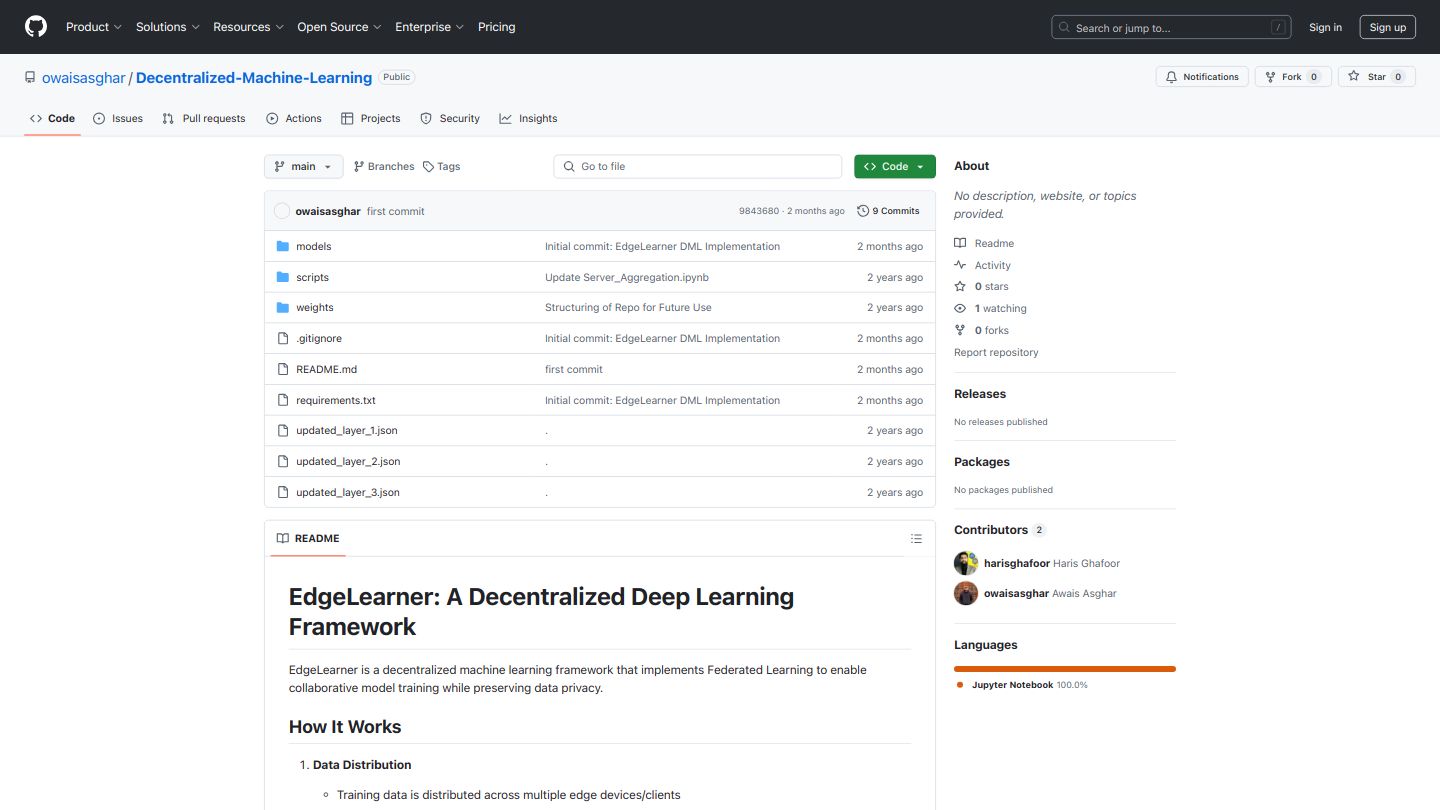 Product Solutions Resources Open Source Enterprise Pricing Search or jump to... / Sign in Sign up
owaisasghar / Decentralized-Machine-Learning Public Notifications Fork 0 Star 0
Code Issues Pull requests Actions Projects Security Insights
main Branches Tags Go to file Code
owaisasghar first commit 9843680 · 2 months ago 9 Commits
models Initial commit: EdgeLearner DML Implementation 2 months ago
scripts Update Server_Aggregation.ipynb 2 years ago
weights Structuring of Repo for Future Use 2 years ago
.gitignore Initial commit: EdgeLearner DML Implementation 2 months ago
README.md first commit 2 months ago
requirements.txt Initial commit: EdgeLearner DML Implementation 2 months ago
updated_layer_1.json . 2 years ago
updated_layer_2.json . 2 years ago
updated_layer_3.json . 2 years ago
README
EdgeLearner: A Decentralized Deep Learning
Framework
EdgeLearner is a decentralized machine learning framework that implements Federated Learning to enable
collaborative model training while preserving data privacy.
How It Works
1. Data Distribution
Training data is distributed across multiple edge devices/clients
About
No description, website, or topics
provided.
Readme
Activity
0 stars
1 watching
0 forks
Report repository
Releases
No releases published
Packages
No packages published
Contributors 2
harisghafoor Haris Ghafoor
owaisasghar Awais Asghar
Languages
Jupyter Notebook 100.0%